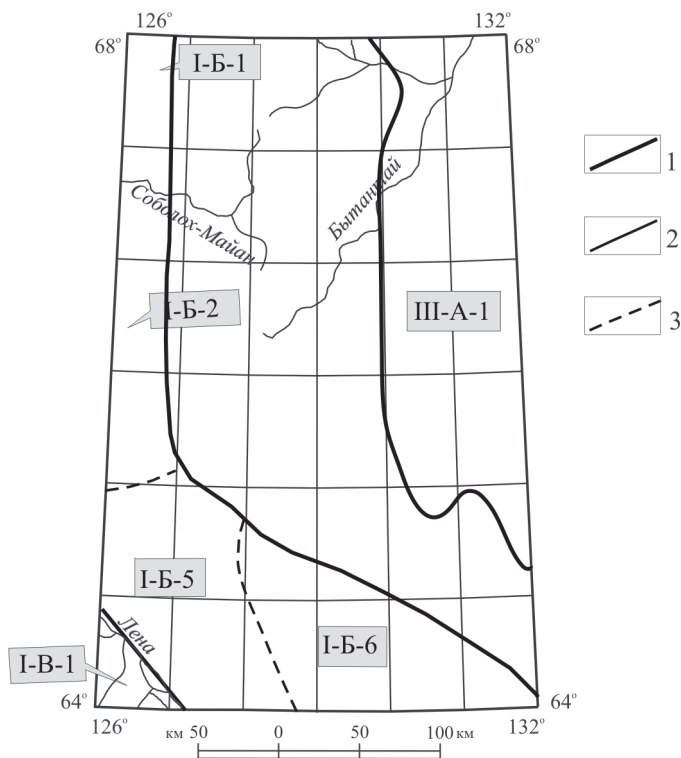 126° 132°
68° 68°
I-Б-1
1
Соболох-Майан
Бытантай
2
I-Б-2
III-А-1
3
I-Б-5
Лена
I-Б-6
I-В-1
64° 64°
126° 132°
км 50 0 50 100 км